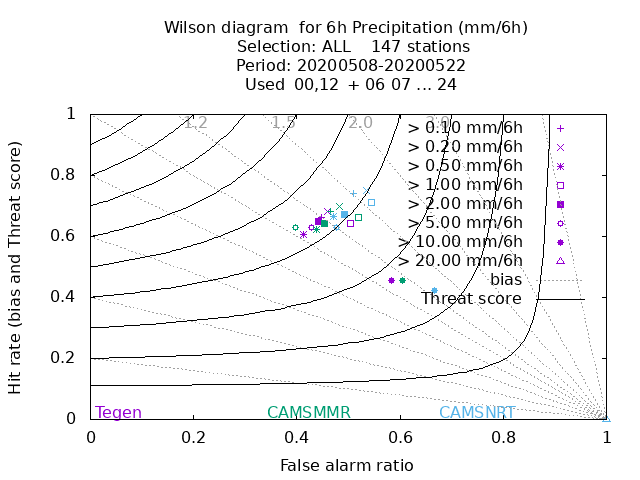 Wilson diagram  for 6h Precipitation (mm/6h)
Selection: ALL    147 stations
Period: 20200508-20200522
Used  00,12  + 06 07 ... 24
Hit rate (bias and Threat score)
1
0.8
0.6
0.4
0.2
0
1.2
1.5
2.0
3.0
> 0.10 mm/6h
> 0.20 mm/6h
> 0.50 mm/6h
> 1.00 mm/6h
> 2.00 mm/6h
> 5.00 mm/6h
> 10.00 mm/6h
> 20.00 mm/6h
bias
Threat score
Tegen
CAMSMMR
CAMSNRT
0
0.2
0.4
0.6
0.8
1
False alarm ratio